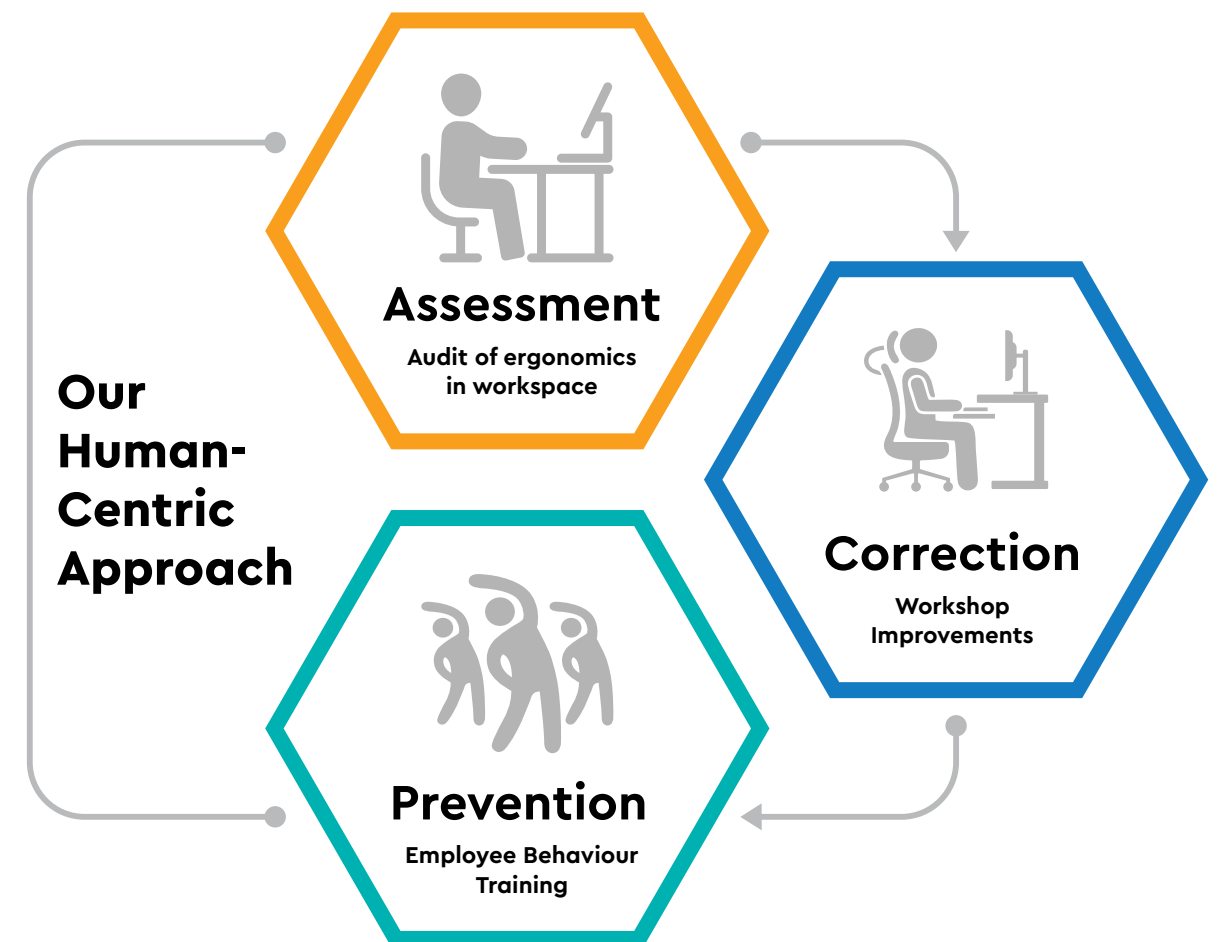 Our
Human-
Centric
Approach
Assessment
Audit of ergonomics
in workspace
Correction
Workshop
Improvements
Prevention
Employee Behaviour
Training